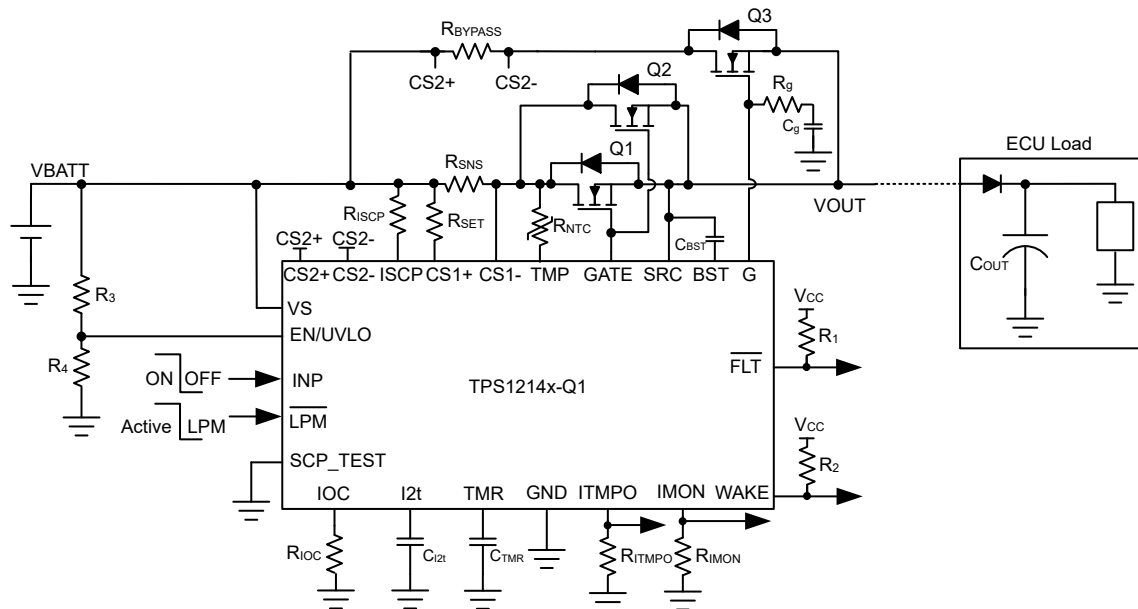 Q3
RBYPASS
CS2+
CS2-
Q2
Rg
Cg
ECU Load
Q1
VBATT
RSNS
VOUT
RISCP
RSET
RNTC
CBST
COUT
CS2+
CS2-
CS2+ CS2- ISCP CS1+ CS1- TMP GATE SRC BST G
R3
VS
VCC
R1
EN/UVLO
R4
ON OFF
INP
TPS1214x-Q1
FLT
Active LPM
LPM
VCC
R2
SCP_TEST
IOC I2t TMR GND ITMPO IMON WAKE
RIOC
CI2t
CTMR
RITMPO
RIMON